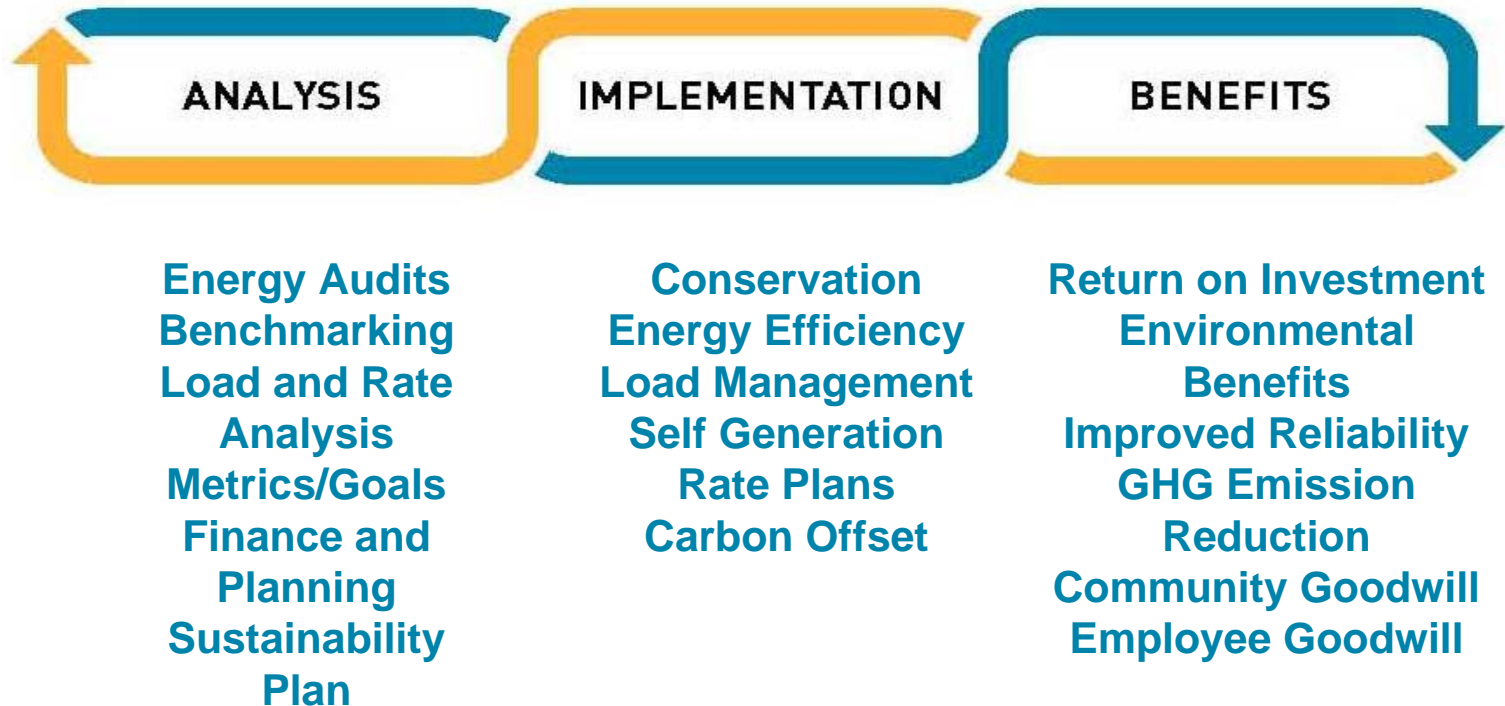 ANALYSIS
IMPLEMENTATION
BENEFITS
Energy Audits
Benchmarking
Load and Rate
Analysis
Metrics/Goals
Finance and
Planning
Sustainability
Plan
Conservation
Energy Efficiency
Load Management
Self Generation
Rate Plans
Carbon Offset
Return on Investment
Environmental
Benefits
Improved Reliability
GHG Emission
Reduction
Community Goodwill
Employee Goodwill